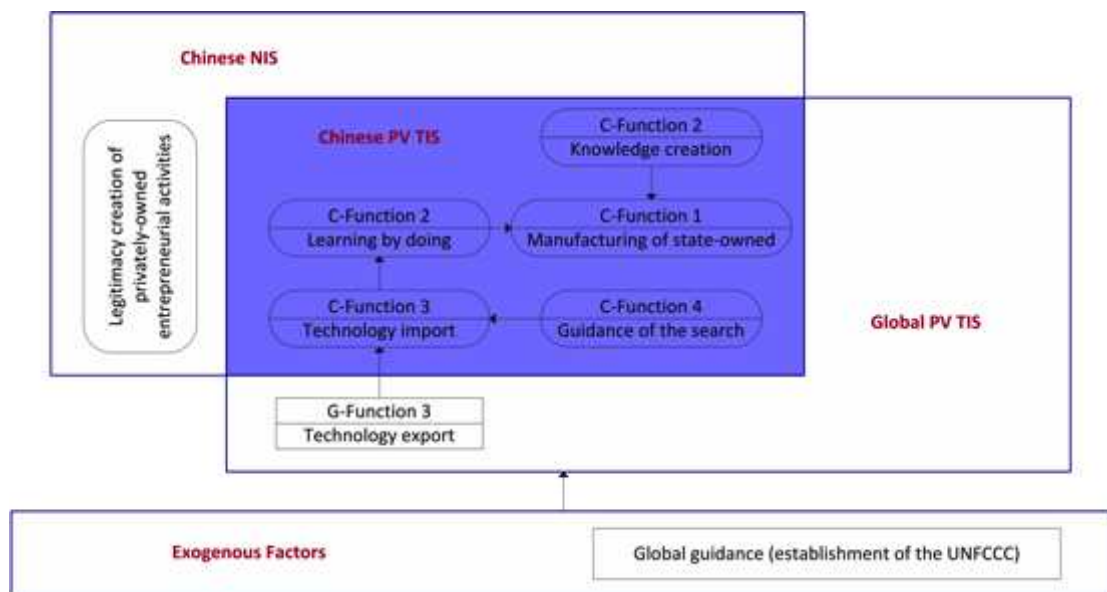 Chinese NIS
Legitimacy creation of
privately-owned
entrepreneurial activities
Chinese PV TIS
C-Function 2
Knowledge creation
C-Function 2
Learning by doing
C-Function 1
Manufacturing of state-owned
C-Function 3
Technology import
C-Function 4
Guidance of the search
Global PV TIS
G-Function 3
Technology export
Exogenous Factors
Global guidance (establishment of the UNFCCC)